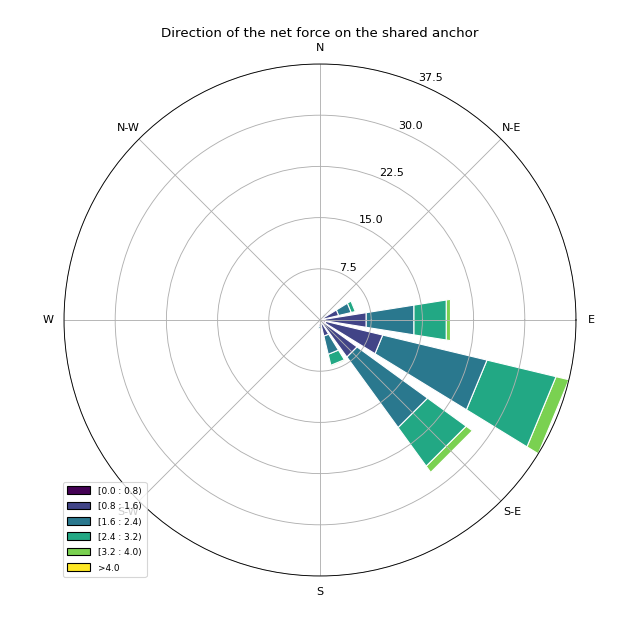 Direction of the net force on the shared anchor
N
37.5
N-W
30.0
N-E
22.5
15.0
7.5
W
E
[0.0 : 0.8)
[0.8 : 1.6)
[1.6 : 2.4)
[2.4 : 3.2)
[3.2 : 4.0)
>4.0
S-W
S-E
S